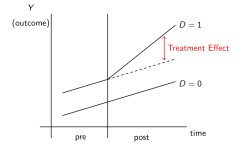 Y
(outcome)
D = 1
Treatment Effect
D = 0
time
pre
post